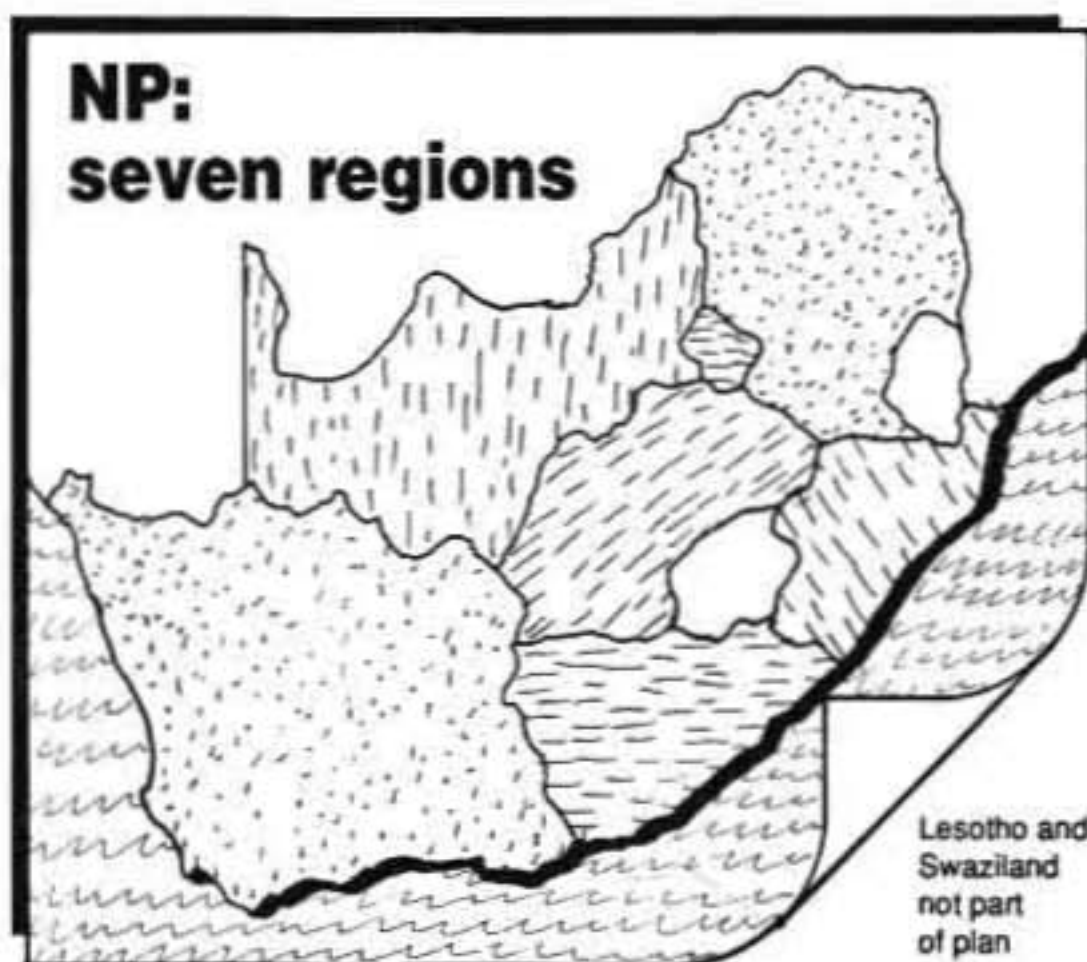 NP:
seven regions
Lesotho and
Swaziland
not part
of plan